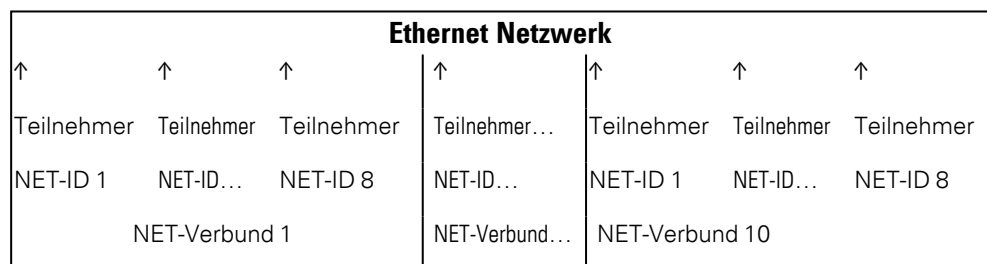 Ethernet Netzwerk
↑ ↑ ↑ ↑ ↑ ↑ ↑
Teilnehmer Teilnehmer Teilnehmer Teilnehmer… Teilnehmer Teilnehmer Teilnehmer
NET-ID 1 NET-ID… NET-ID 8 NET-ID… NET-ID 1 NET-ID… NET-ID 8
NET-Verbund 1 NET-Verbund… NET-Verbund 10